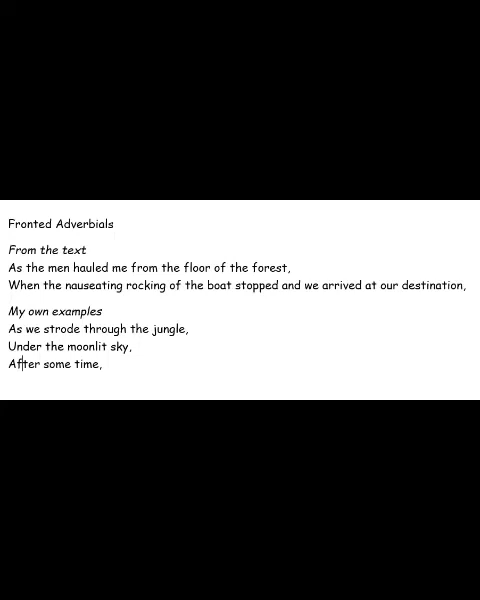 Fronted Adverbials
From the text
As the men hauled me from the floor of the forest,
When the nauseating rocking of the boat stopped and we arrived at our destination,
My own examples
As we strode through the jungle,
Under the moonlit sky,
After some time,